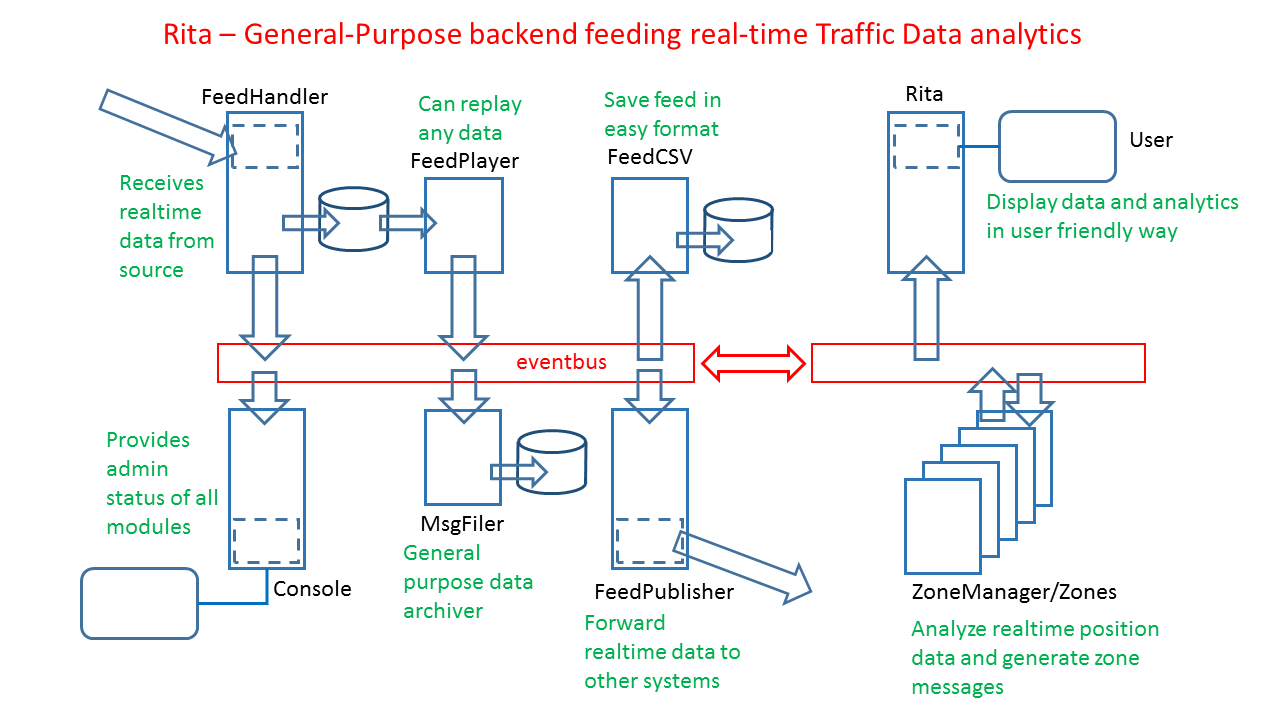 Rita – General-Purpose backend feeding real-time Traffic Data analytics
FeedHandler
Receives
realtime
data from
source
Can replay
any data
FeedPlayer
Save feed in
easy format
FeedCSV
Rita
User
Display data and analytics
in user friendly way
eventbus
Provides
admin
status of all
modules
Console
MsgFiler
General
purpose data
archiver
FeedPublisher
Forward
realtime data to
other systems
ZoneManager/Zones
Analyze realtime position
data and generate zone
messages